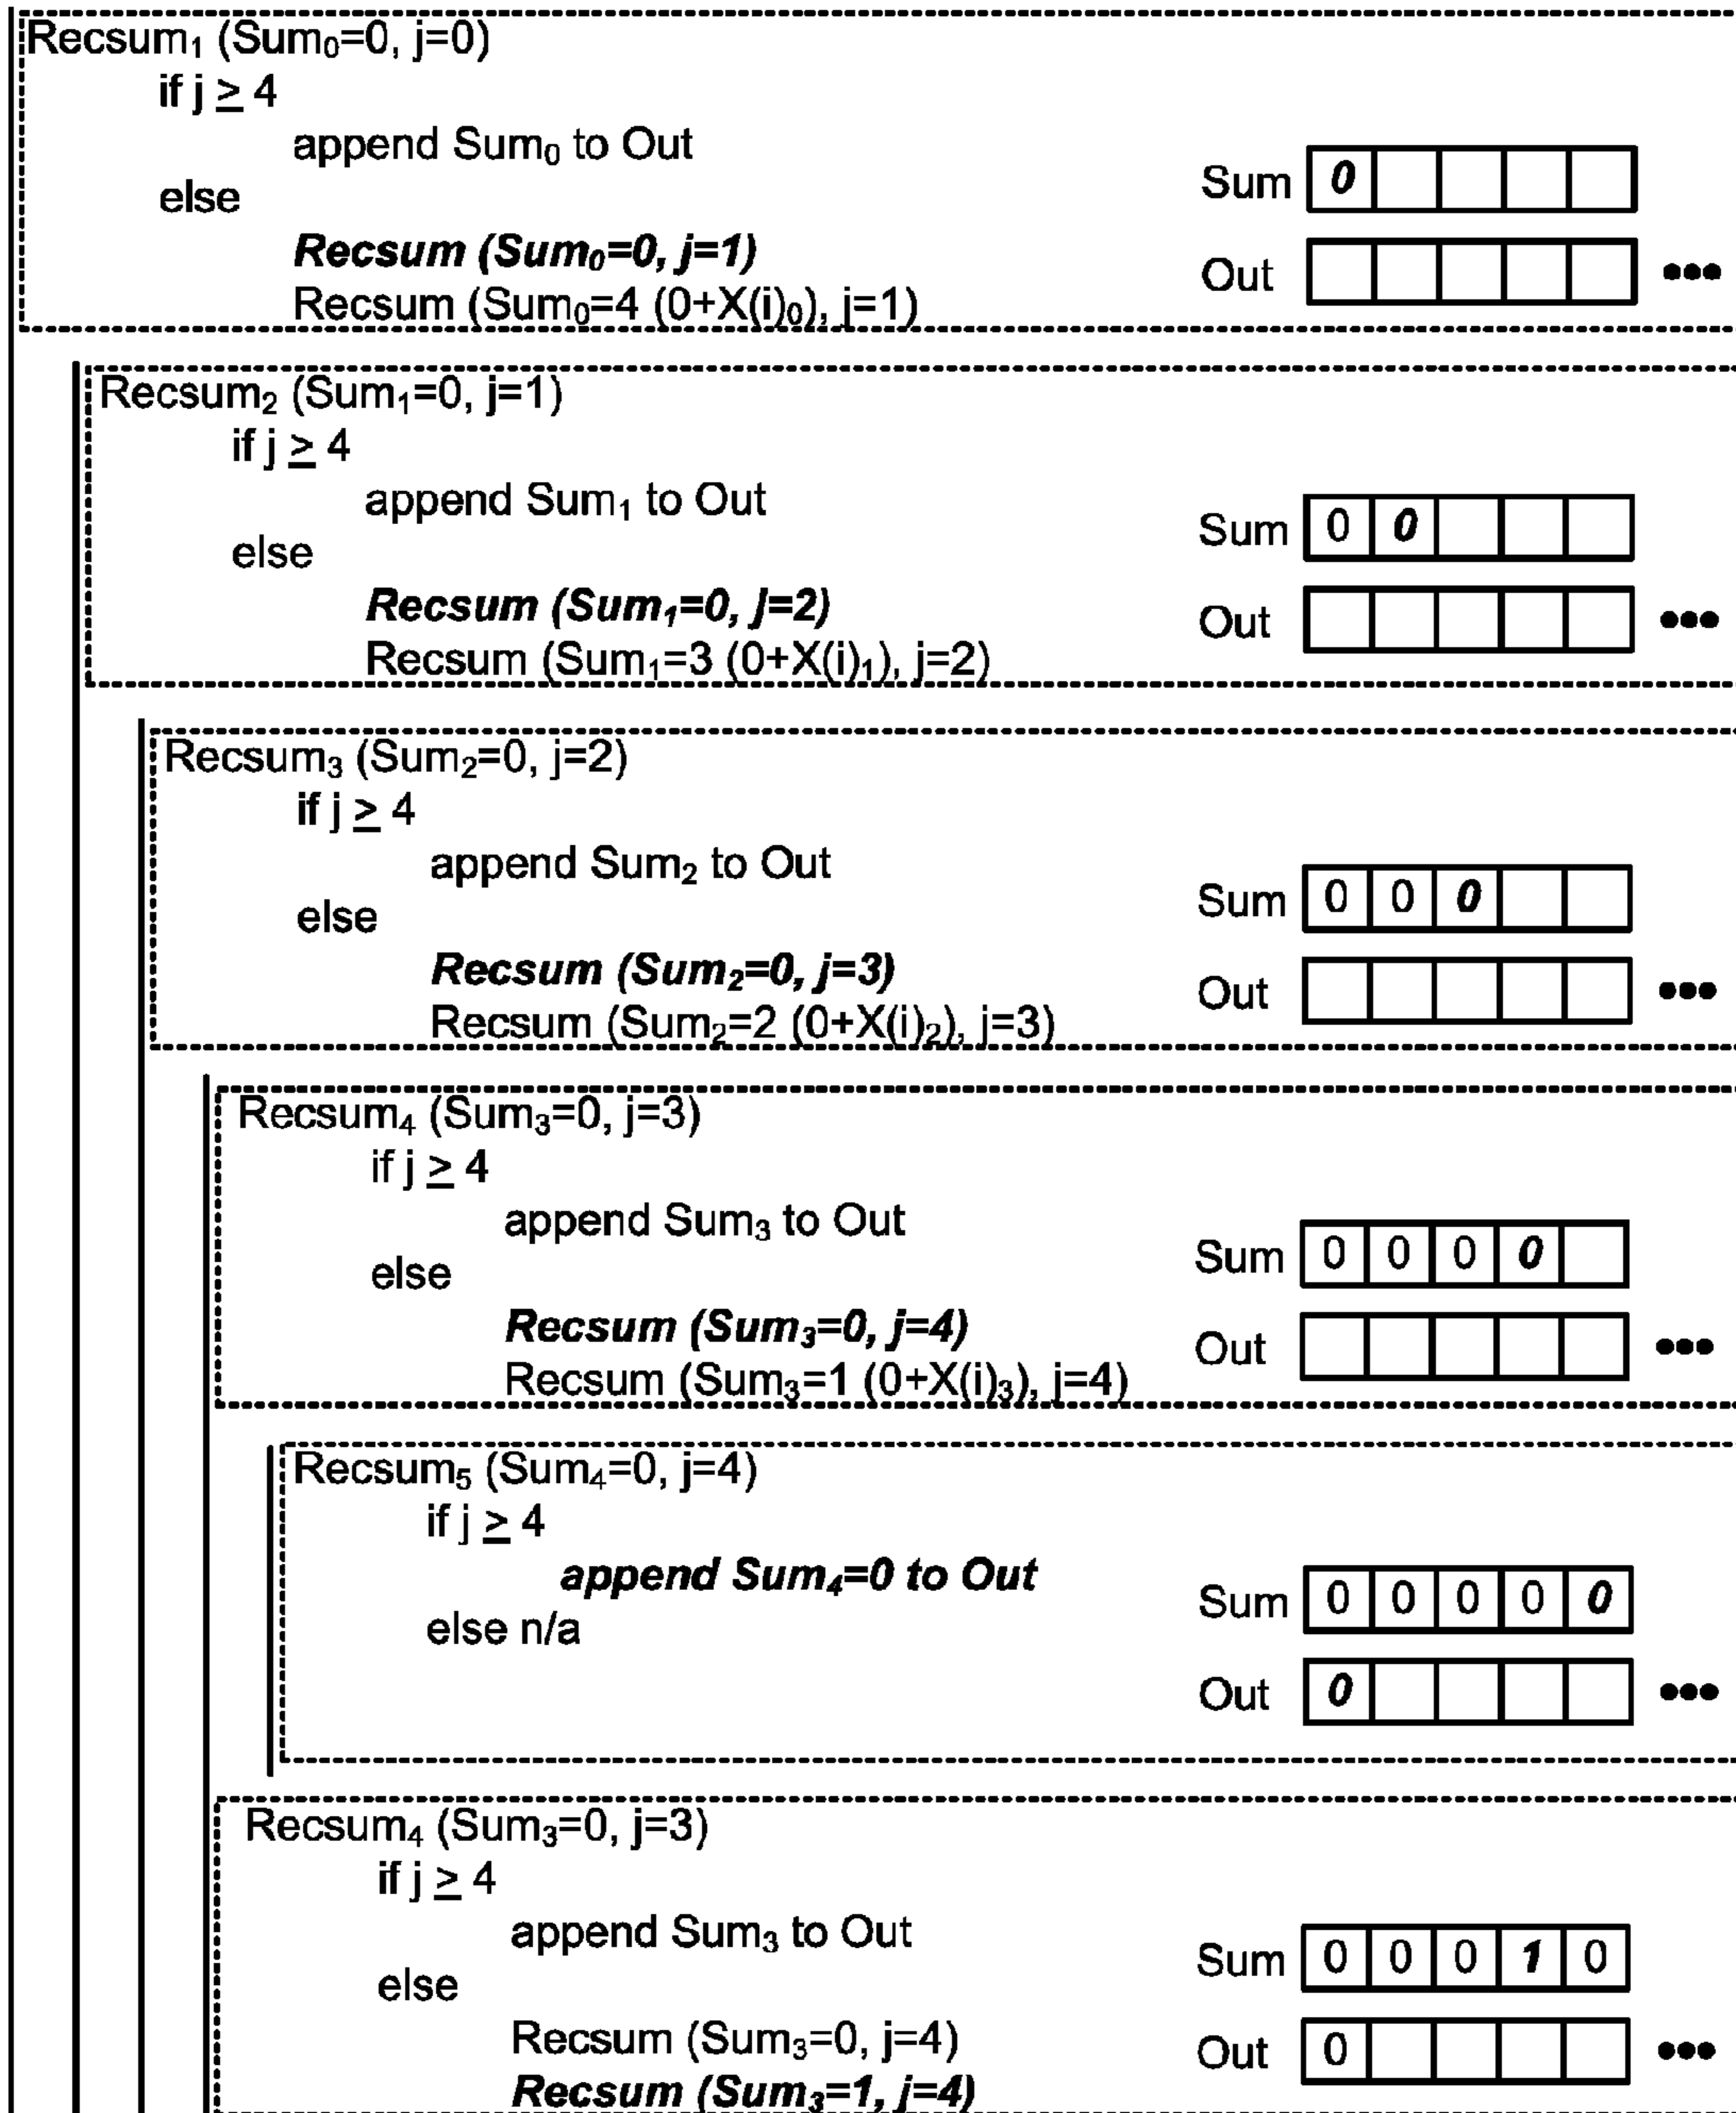 Recsum₁ (Sum₀=0, j=0)
if j ≥ 4
append Sum₀ to Out
else
Recsum (Sum₀=0, j=1)
Recsum (Sum₀=4 (0+X(i)₀), j=1)
Sum 0
Out •••
Recsum₂ (Sum₁=0, j=1)
if j ≥ 4
append Sum₁ to Out
else
Recsum (Sum₁=0, j=2)
Recsum (Sum₁=3 (0+X(i)₁), j=2)
Sum 0 0
Out •••
Recsum₃ (Sum₂=0, j=2)
if j ≥ 4
append Sum₂ to Out
else
Recsum (Sum₂=0, j=3)
Recsum (Sum₂=2 (0+X(i)₂), j=3)
Sum 0 0 0
Out •••
Recsum₄ (Sum₃=0, j=3)
if j ≥ 4
append Sum₃ to Out
else
Recsum (Sum₃=0, j=4)
Recsum (Sum₃=1 (0+X(i)₃), j=4)
Sum 0 0 0 0
Out •••
Recsum₅ (Sum₄=0, j=4)
if j ≥ 4
append Sum₄=0 to Out
else n/a
Sum 0 0 0 0 0
Out 0 •••
Recsum₄ (Sum₃=0, j=3)
if j ≥ 4
append Sum₃ to Out
else
Recsum (Sum₃=0, j=4)
Recsum (Sum₃=1, j=4)
Sum 0 0 0 1 0
Out 0 •••